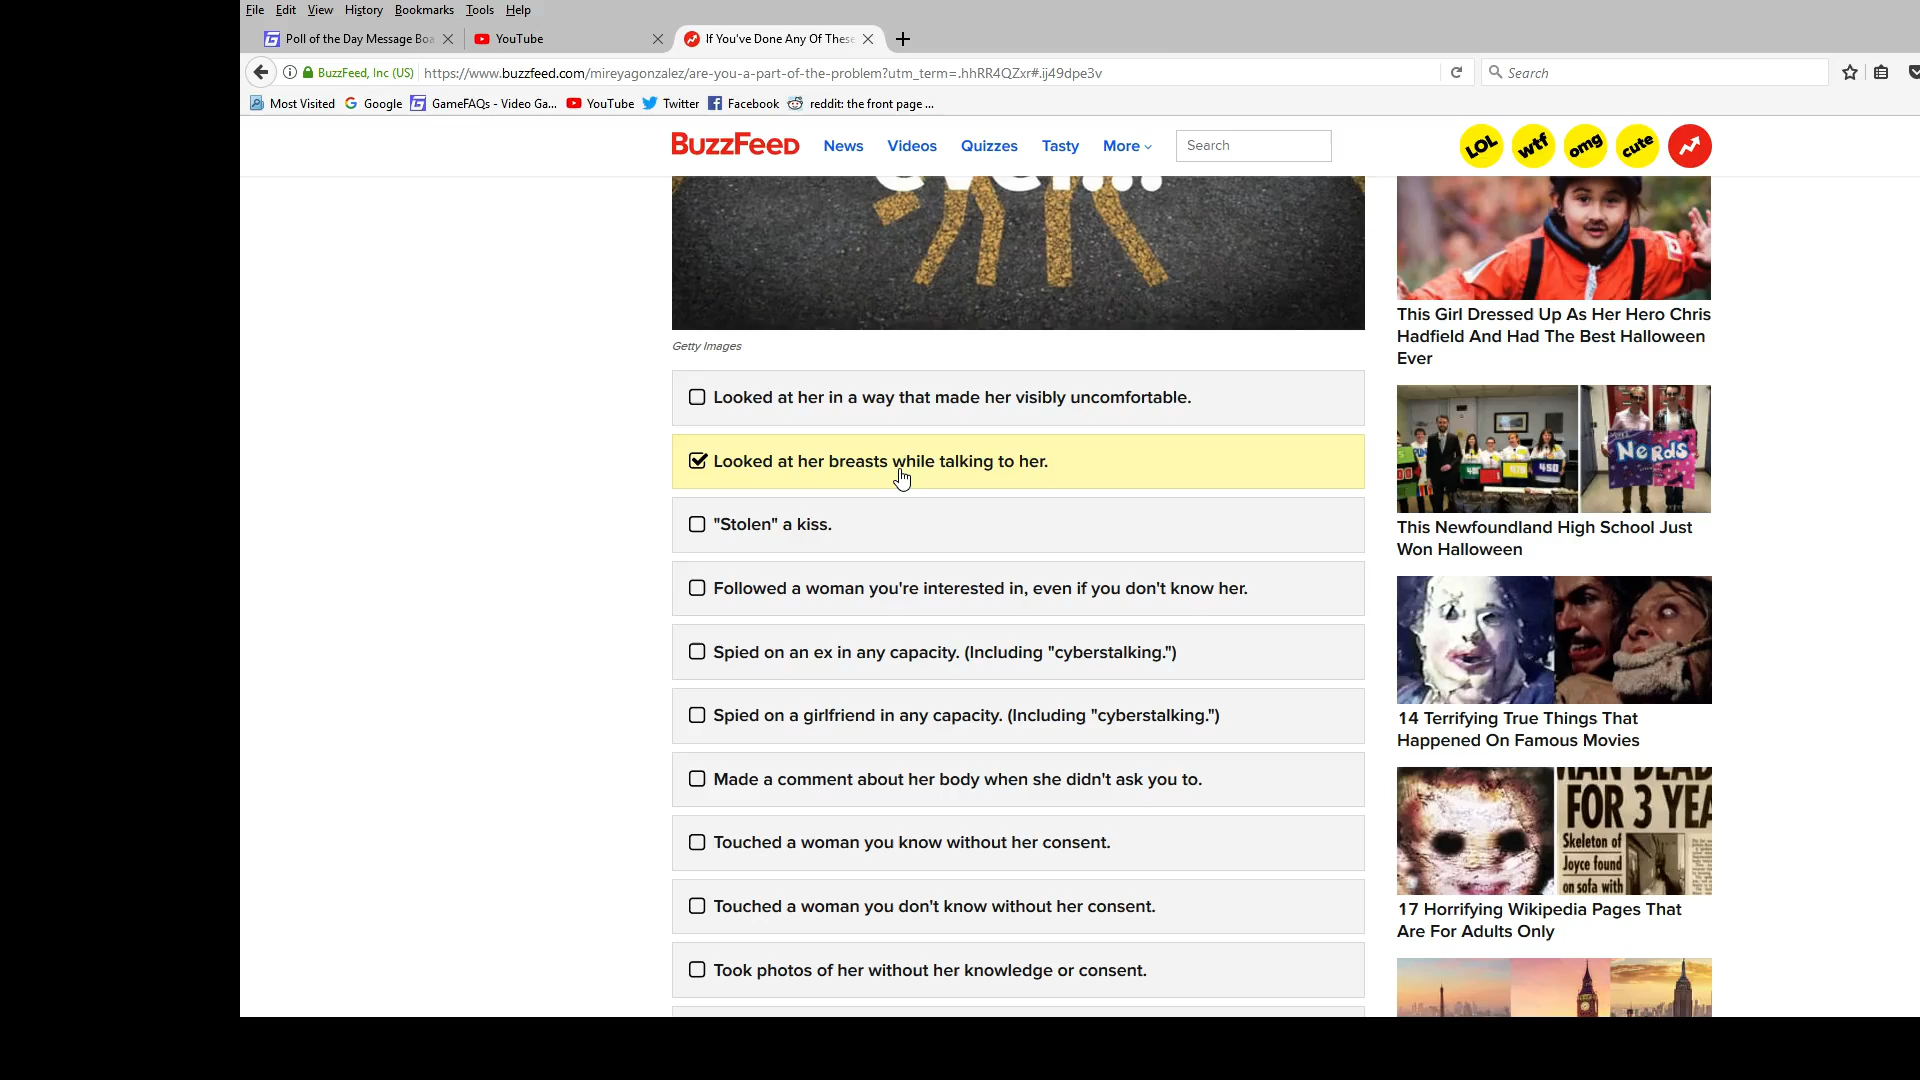 File Edit View History Bookmarks Tools Help
Poll of the Day Message Boa
YouTube
If You've Done Any Of These
BuzzFeed, Inc (US)
https://www.buzzfeed.com/mireyagonzalez/are-you-a-part-of-the-problem?utm_term=.hhRR4QZxr#.ij49dpe3v
Search
Most Visited Google GameFAQs - Video Ga... YouTube Twitter Facebook reddit: the front page ...
BuzzFeed News Videos Quizzes Tasty More Search LOL wtf omg cute
ever...
Getty Images
Looked at her in a way that made her visibly uncomfortable.
Looked at her breasts while talking to her.
"Stolen" a kiss.
Followed a woman you're interested in, even if you don't know her.
Spied on an ex in any capacity. (Including "cyberstalking.")
Spied on a girlfriend in any capacity. (Including "cyberstalking.")
Made a comment about her body when she didn't ask you to.
Touched a woman you know without her consent.
Touched a woman you don't know without her consent.
Took photos of her without her knowledge or consent.
This Girl Dressed Up As Her Hero Chris
Hadfield And Had The Best Halloween
Ever
NeRds
450
This Newfoundland High School Just
Won Halloween
14 Terrifying True Things That
Happened On Famous Movies
MAN DEAD
FOR 3 YEA
Skeleton of
Joyce found
on sofa with
17 Horrifying Wikipedia Pages That
Are For Adults Only